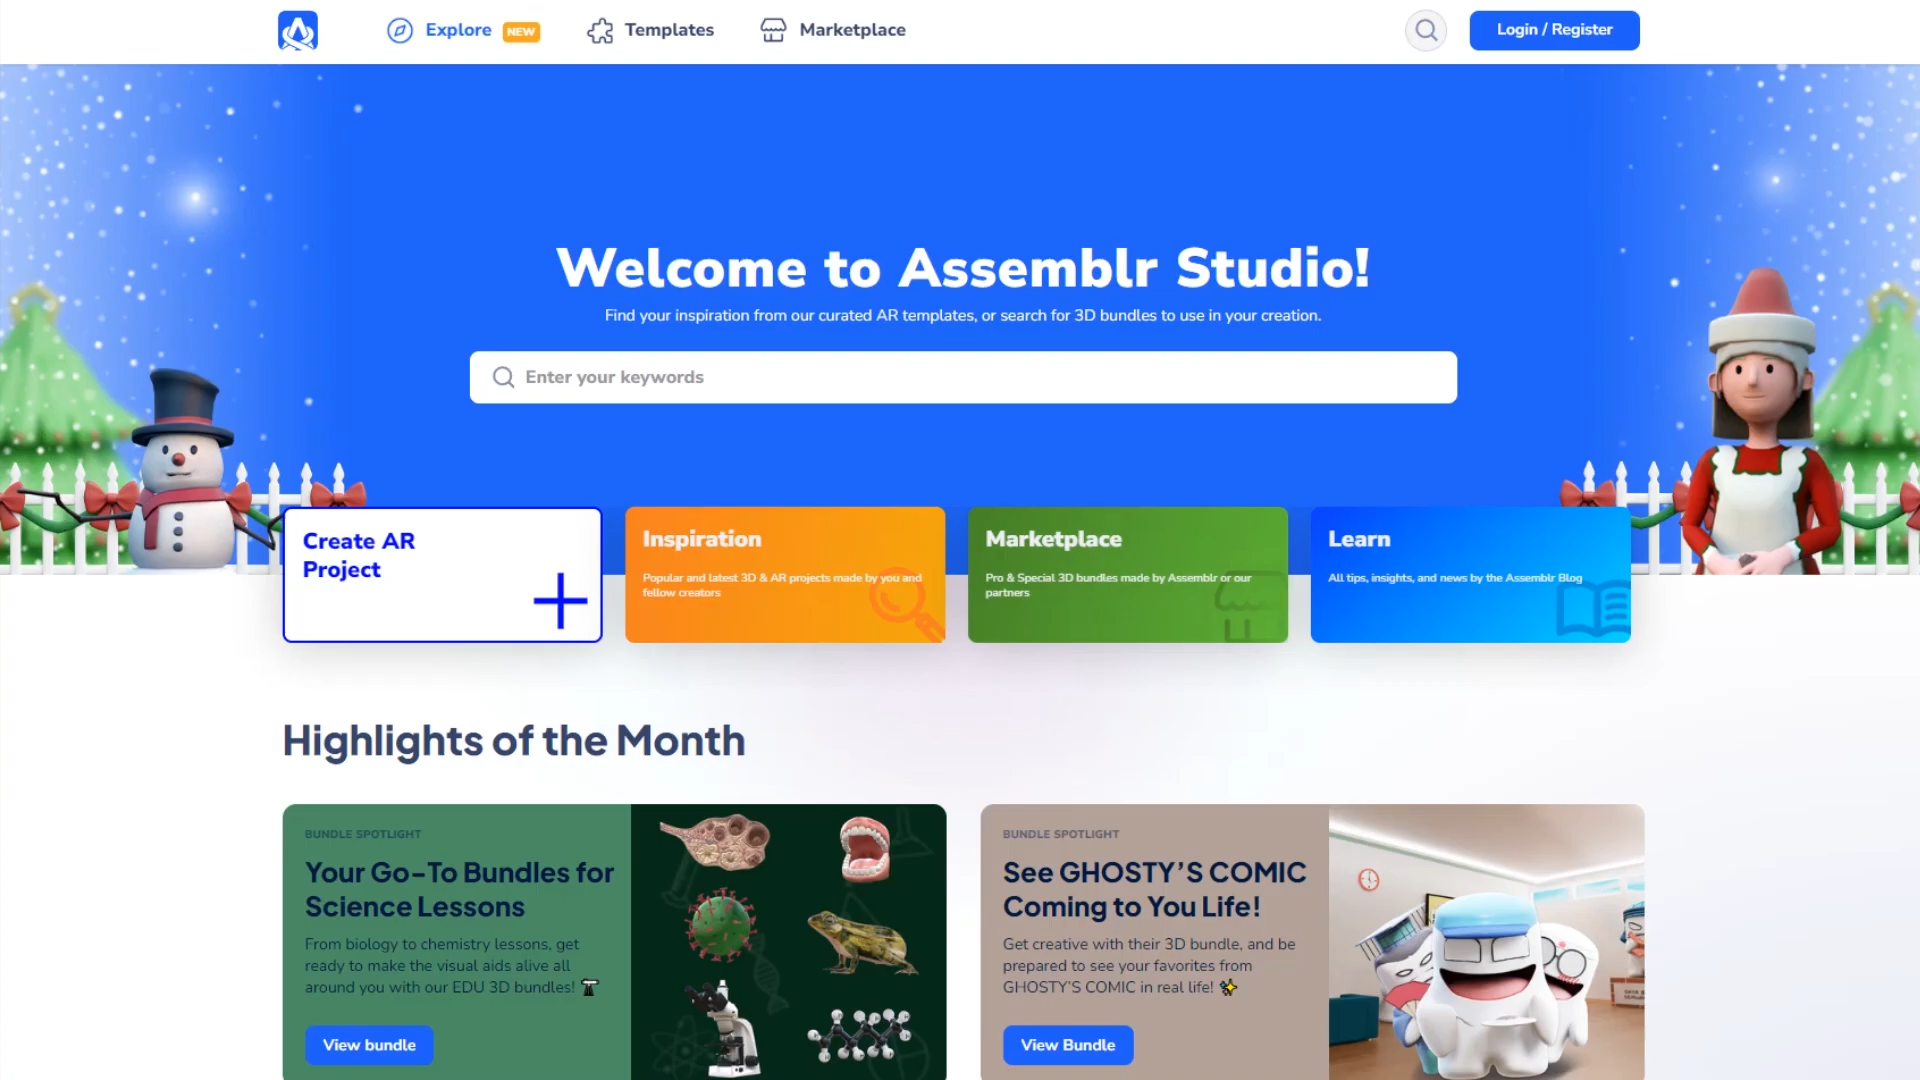 Explore NEW Templates Marketplace Login / Register
Welcome to Assemblr Studio!
Find your inspiration from our curated AR templates, or search for 3D bundles to use in your creation.
Enter your keywords
Create AR
Project
Inspiration
Popular and latest 3D & AR projects made by you and
fellow creators
Marketplace
Pro & Special 3D bundles made by Assemblr or our
partners
Learn
All tips, insights, and news by the Assemblr Blog
Highlights of the Month
BUNDLE SPOTLIGHT
Your Go-To Bundles for
Science Lessons
From biology to chemistry lessons, get
ready to make the visual aids alive all
around you with our EDU 3D bundles!
View bundle
BUNDLE SPOTLIGHT
See GHOSTY'S COMIC
Coming to You Life!
Get creative with their 3D bundle, and be
prepared to see your favorites from
GHOSTY'S COMIC in real life! ✨
View Bundle